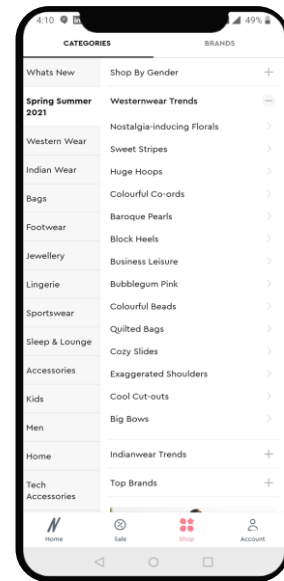 4:10
49%
CATEGORIES
BRANDS
Whats New
Spring Summer
2021
Western Wear
Indian Wear
Bags
Footwear
Jewellery
Lingerie
Sportswear
Sleep & Lounge
Accessories
Kids
Men
Home
Tech
Accessories
Shop By Gender
Westernwear Trends
Nostalgia-inducing Florals
Sweet Stripes
Huge Hoops
Colourful Co-ords
Baroque Pearls
Block Heels
Business Leisure
Bubblegum Pink
Colourful Beads
Quilted Bags
Cozy Slides
Exaggerated Shoulders
Cool Cut-outs
Big Bows
Indianwear Trends
Top Brands
Home
Sale
Shop
Account